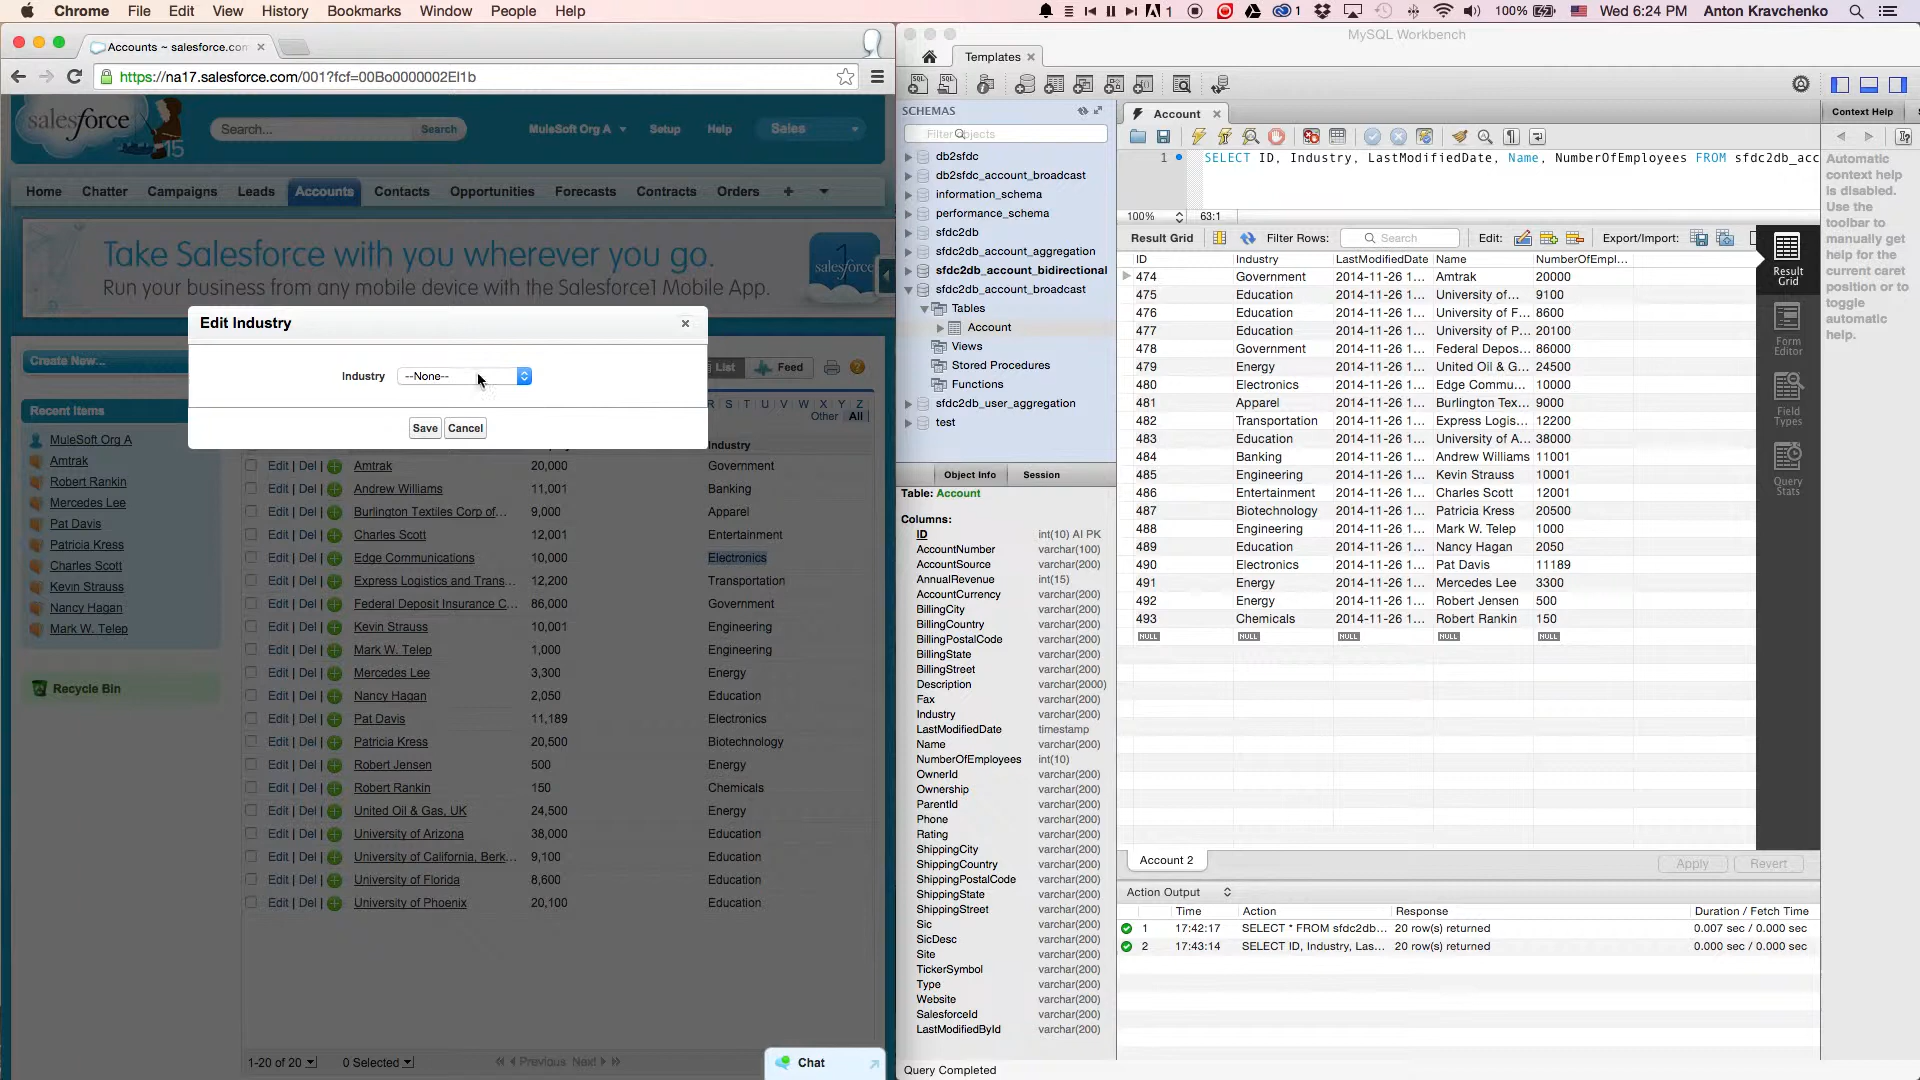 Chrome File Edit View History Bookmarks Window People Help 1 1 100% Wed 6:24 PM Anton Kravchenko
Accounts ~ salesforce.com
https://na17.salesforce.com/001?fcf=00Bo0000002EI1b
salesforce 15 Search... Search MuleSoft Org A Setup Help Sales
Home Chatter Campaigns Leads Accounts Contacts Opportunities Forecasts Contracts Orders +
Take Salesforce with you wherever you go.
Run your business from any mobile device with the Salesforce1 Mobile App.
salesforce
Edit Industry
Industry --None--
Save Cancel
Create New...
List Feed
R S T U V W X Y Z
Other All
Recent Items
MuleSoft Org A
Amtrak
Robert Rankin
Mercedes Lee
Pat Davis
Patricia Kress
Charles Scott
Kevin Strauss
Nancy Hagan
Mark W. Telep
Recycle Bin
Industry
Edit | Del | Amtrak 20,000 Government
Edit | Del | Andrew Williams 11,001 Banking
Edit | Del | Burlington Textiles Corp of... 9,000 Apparel
Edit | Del | Charles Scott 12,001 Entertainment
Edit | Del | Edge Communications 10,000 Electronics
Edit | Del | Express Logistics and Trans... 12,200 Transportation
Edit | Del | Federal Deposit Insurance C... 86,000 Government
Edit | Del | Kevin Strauss 10,001 Engineering
Edit | Del | Mark W. Telep 1,000 Engineering
Edit | Del | Mercedes Lee 3,300 Energy
Edit | Del | Nancy Hagan 2,050 Education
Edit | Del | Pat Davis 11,189 Electronics
Edit | Del | Patricia Kress 20,500 Biotechnology
Edit | Del | Robert Jensen 500 Energy
Edit | Del | Robert Rankin 150 Chemicals
Edit | Del | United Oil & Gas, UK 24,500 Energy
Edit | Del | University of Arizona 38,000 Education
Edit | Del | University of California, Berk... 9,100 Education
Edit | Del | University of Florida 8,600 Education
Edit | Del | University of Phoenix 20,100 Education
1-20 of 20 0 Selected Previous Next
Chat
MySQL Workbench
Templates
SCHEMAS
Filter objects
db2sfdc
db2sfdc_account_broadcast
information_schema
performance_schema
sfdc2db
sfdc2db_account_aggregation
sfdc2db_account_bidirectional
sfdc2db_account_broadcast
Tables
Account
Views
Stored Procedures
Functions
sfdc2db_user_aggregation
test
Object Info Session
Table: Account
Columns:
ID int(10) AI PK
AccountNumber varchar(100)
AccountSource varchar(200)
AnnualRevenue int(15)
AccountCurrency varchar(200)
BillingCity varchar(200)
BillingCountry varchar(200)
BillingPostalCode varchar(200)
BillingState varchar(200)
BillingStreet varchar(200)
Description varchar(2000)
Fax varchar(200)
Industry varchar(200)
LastModifiedDate timestamp
Name varchar(200)
NumberOfEmployees int(10)
OwnerId varchar(200)
Ownership varchar(200)
ParentId varchar(200)
Phone varchar(200)
Rating varchar(200)
ShippingCity varchar(200)
ShippingCountry varchar(200)
ShippingPostalCode varchar(200)
ShippingState varchar(200)
ShippingStreet varchar(200)
Sic varchar(200)
SicDesc varchar(200)
Site varchar(200)
TickerSymbol varchar(200)
Type varchar(200)
Website varchar(200)
SalesforceId varchar(200)
LastModifiedById varchar(200)
Query Completed
Account
1 SELECT ID, Industry, LastModifiedDate, Name, NumberOfEmployees FROM sfdc2db_acc
100% 63:1
Result Grid Filter Rows: Search Edit: Export/Import:
ID Industry LastModifiedDate Name NumberOfEmpl...
474 Government 2014-11-26 1... Amtrak 20000
475 Education 2014-11-26 1... University of... 9100
476 Education 2014-11-26 1... University of F... 8600
477 Education 2014-11-26 1... University of P... 20100
478 Government 2014-11-26 1... Federal Depos... 86000
479 Energy 2014-11-26 1... United Oil & G... 24500
480 Electronics 2014-11-26 1... Edge Commu... 10000
481 Apparel 2014-11-26 1... Burlington Tex... 9000
482 Transportation 2014-11-26 1... Express Logis... 12200
483 Education 2014-11-26 1... University of A... 38000
484 Banking 2014-11-26 1... Andrew Williams 11001
485 Engineering 2014-11-26 1... Kevin Strauss 10001
486 Entertainment 2014-11-26 1... Charles Scott 12001
487 Biotechnology 2014-11-26 1... Patricia Kress 20500
488 Engineering 2014-11-26 1... Mark W. Telep 1000
489 Education 2014-11-26 1... Nancy Hagan 2050
490 Electronics 2014-11-26 1... Pat Davis 11189
491 Energy 2014-11-26 1... Mercedes Lee 3300
492 Energy 2014-11-26 1... Robert Jensen 500
493 Chemicals 2014-11-26 1... Robert Rankin 150
NULL NULL NULL NULL NULL
Result Grid
Form Editor
Field Types
Query Stats
Account 2 Apply Revert
Action Output
Time Action Response Duration / Fetch Time
1 17:42:17 SELECT * FROM sfdc2db... 20 row(s) returned 0.007 sec / 0.000 sec
2 17:43:14 SELECT ID, Industry, Las... 20 row(s) returned 0.000 sec / 0.000 sec
Context Help
Automatic
context help
is disabled.
Use the
toolbar to
manually get
help for the
current caret
position or to
toggle
automatic
help.